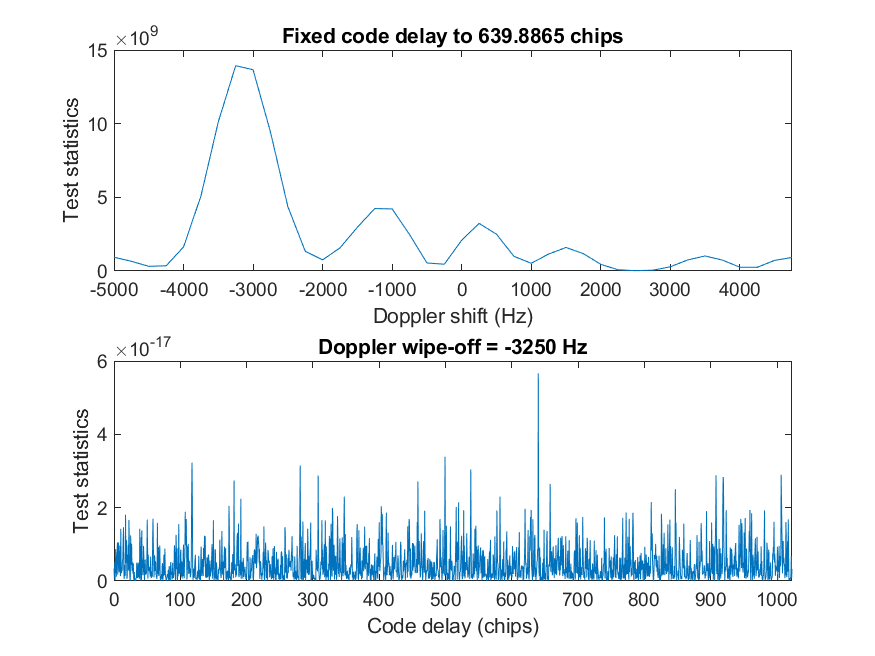 Fixed code delay to 639.8865 chips
×10⁹
15
10
5
0
Test statistics
-5000 -4000 -3000 -2000 -1000 0 1000 2000 3000 4000
Doppler shift (Hz)
Doppler wipe-off = -3250 Hz
×10⁻¹⁷
6
4
2
0
Test statistics
0 100 200 300 400 500 600 700 800 900 1000
Code delay (chips)